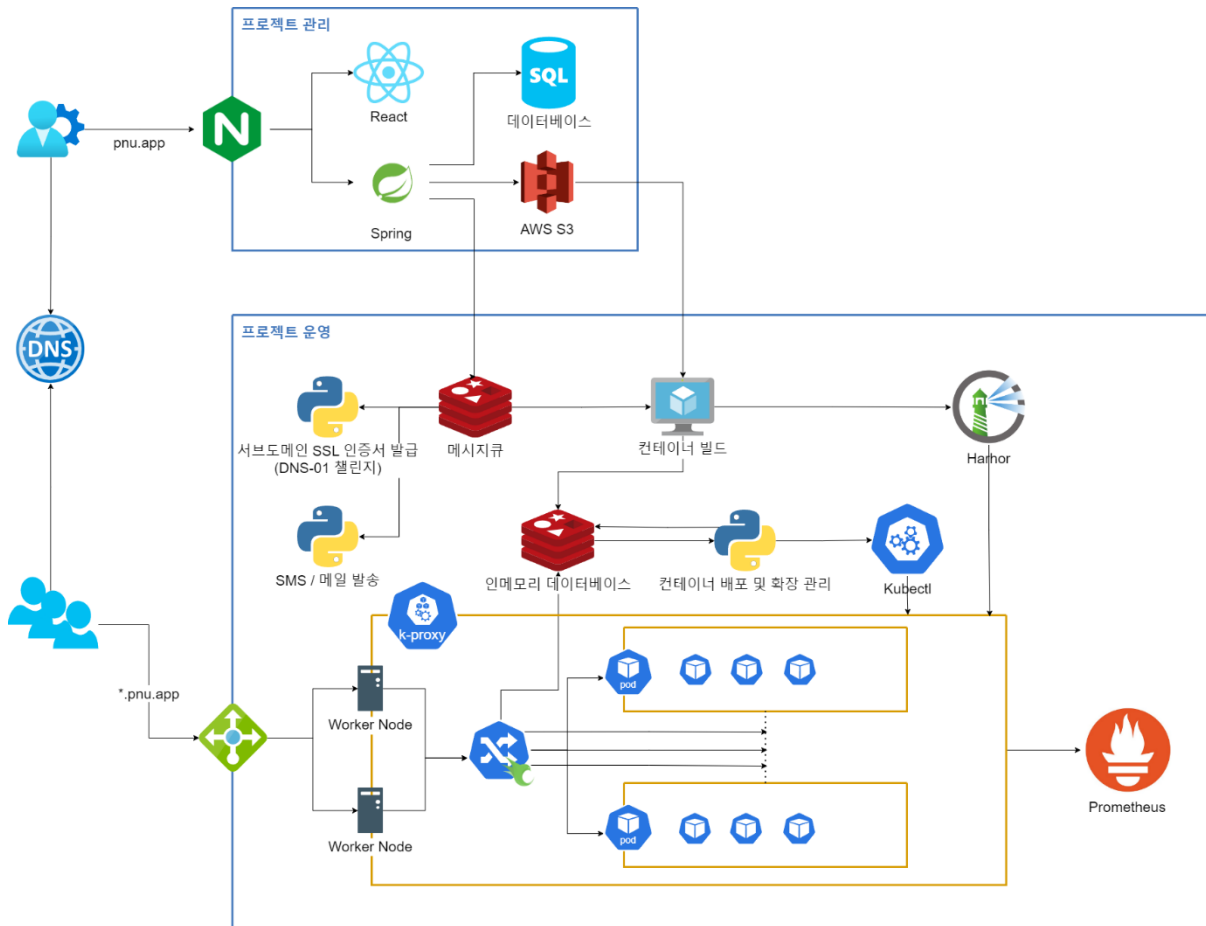 프로젝트 관리
React
SQL
데이터베이스
pnu.app
N
Spring
AWS S3
DNS
프로젝트 운영
서브도메인 SSL 인증서 발급
(DNS-01 챌린지)
메시지큐
컨테이너 빌드
Harhor
SMS / 메일 발송
인메모리 데이터베이스
컨테이너 배포 및 확장 관리
Kubectl
k-proxy
pod
*.pnu.app
Worker Node
Worker Node
pod
Prometheus